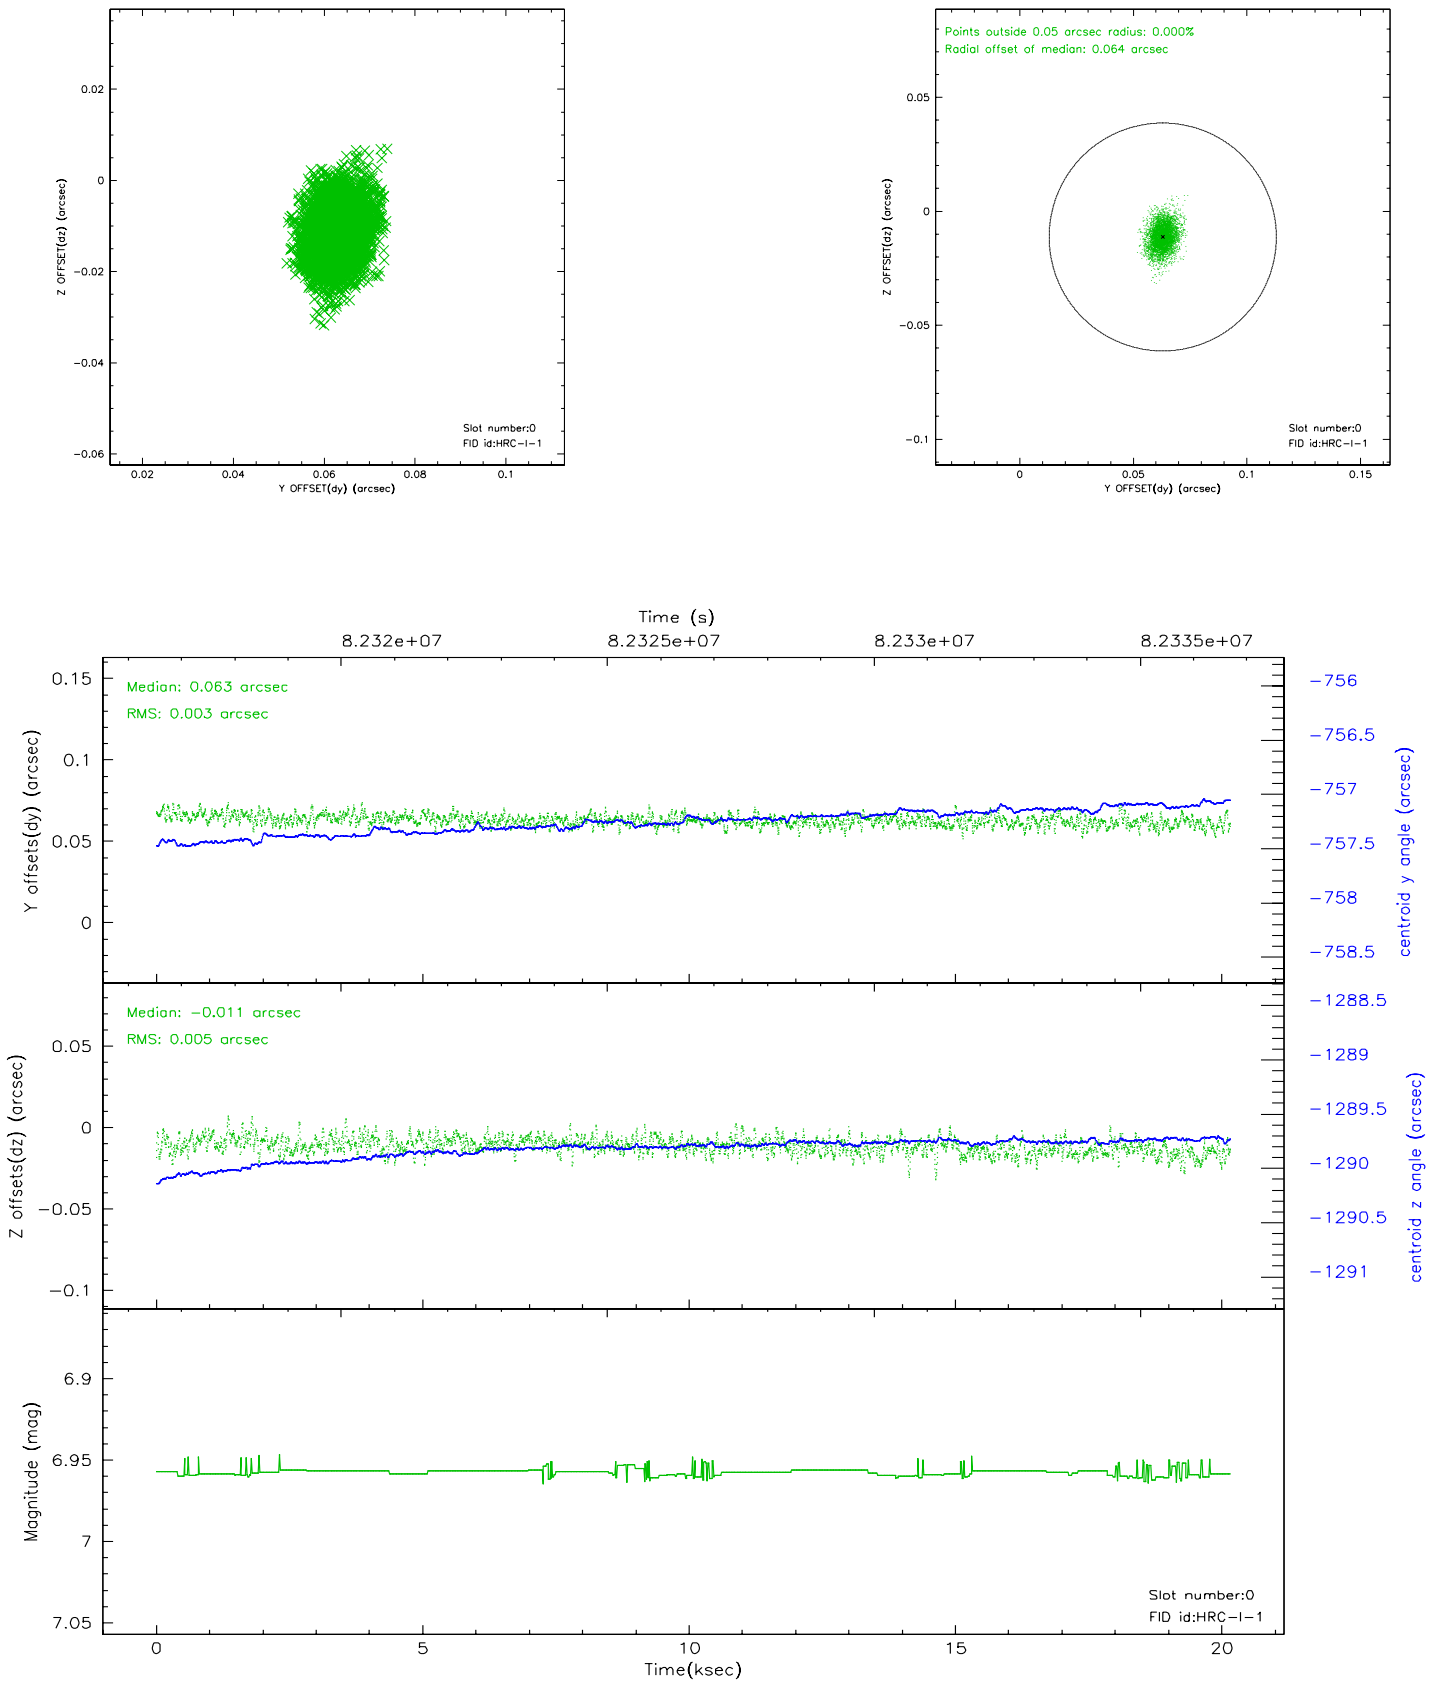 0.02
0
−0.02
−0.04
−0.06
Z OFFSET(dz) (arcsec)
Slot number:0
FID id:HRC−I−1
0.02 0.04 0.06 0.08 0.1
Y OFFSET(dy) (arcsec)
Points outside 0.05 arcsec radius: 0.000%
Radial offset of median: 0.064 arcsec
0.05
0
−0.05
−0.1
Z OFFSET(dz) (arcsec)
Slot number:0
FID id:HRC−I−1
0 0.05 0.1 0.15
Y OFFSET(dy) (arcsec)
Time (s)
8.232e+07 8.2325e+07 8.233e+07 8.2335e+07
Median: 0.063 arcsec
RMS: 0.003 arcsec
0.15
0.1
0.05
0
Y offsets(dy) (arcsec)
−756
−756.5
−757
−757.5
−758
−758.5
centroid y angle (arcsec)
Median: −0.011 arcsec
RMS: 0.005 arcsec
0.05
0
−0.05
−0.1
Z offsets(dz) (arcsec)
−1288.5
−1289
−1289.5
−1290
−1290.5
−1291
centroid z angle (arcsec)
6.9
6.95
7
7.05
Magnitude (mag)
Slot number:0
FID id:HRC−I−1
0 5 10 15 20
Time(ksec)